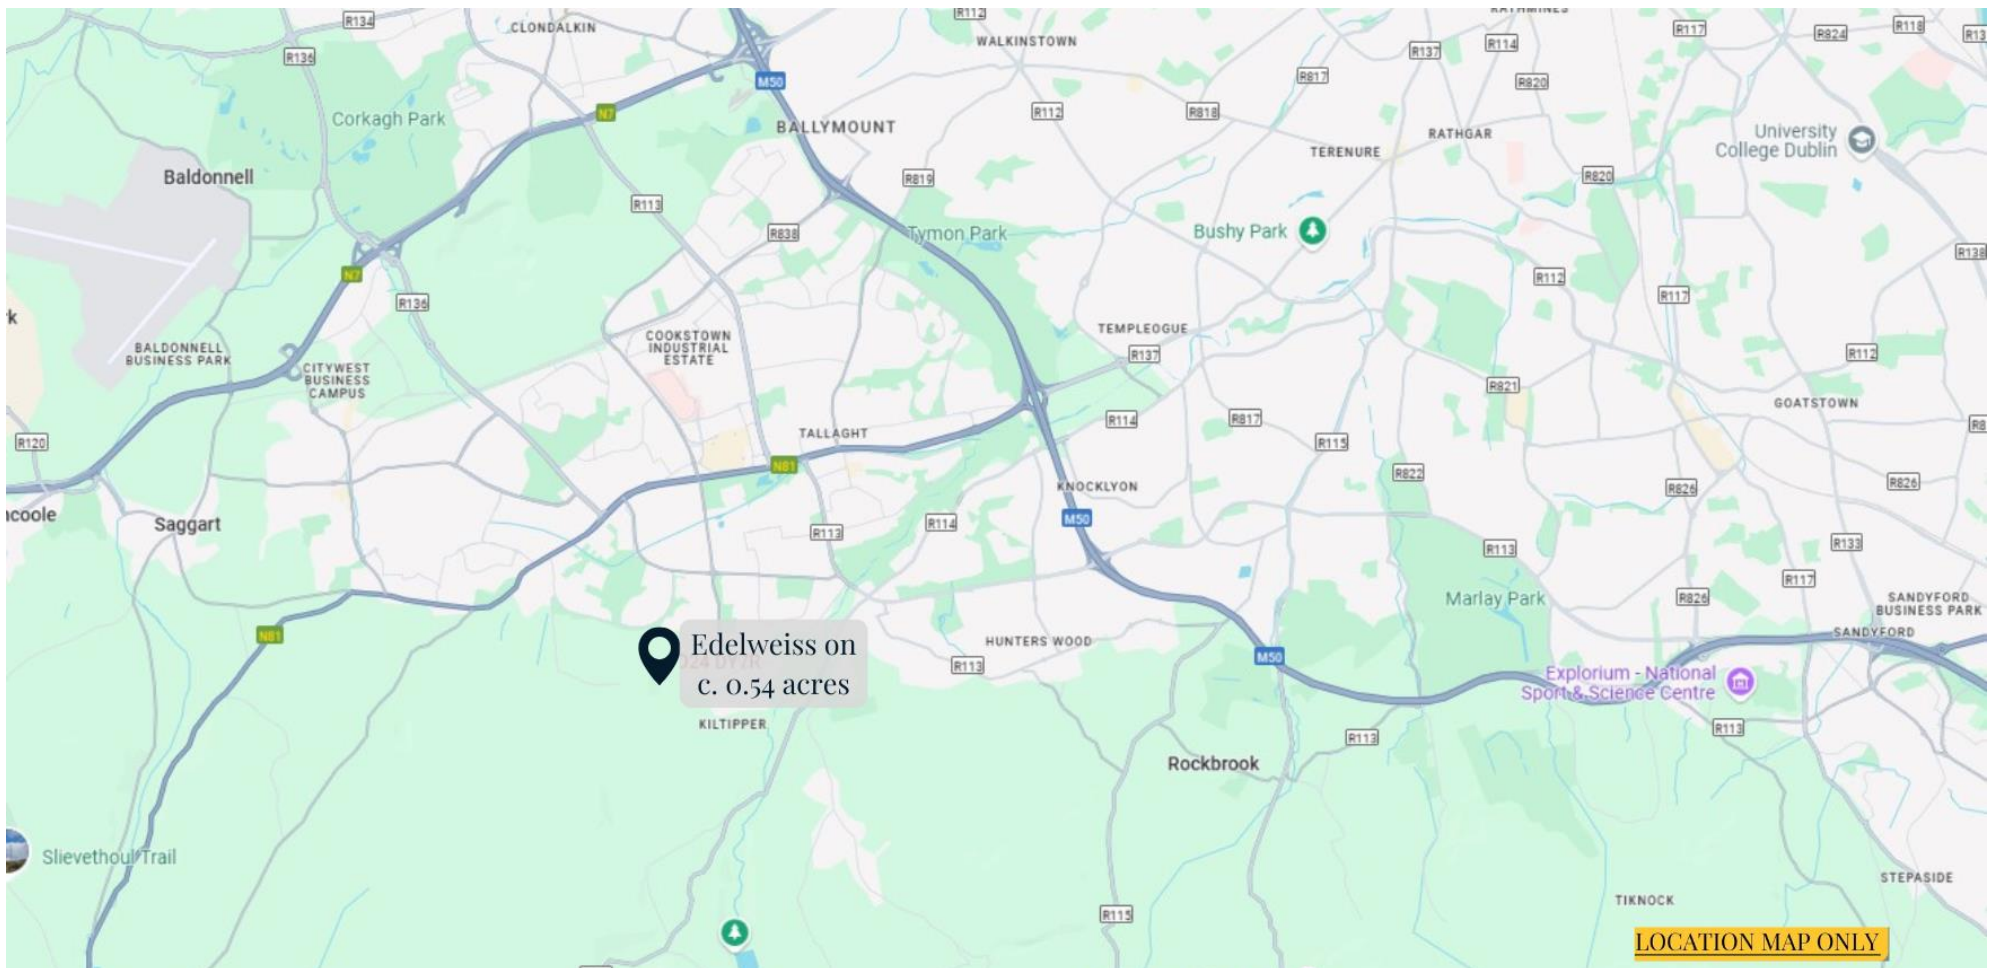 R134
CLONDALKIN
R112
R117
R824
R118
R136
WALKINSTOWN
R137
R114
M50
R817
R820
N7
R112
R818
Corkagh Park
BALLYMOUNT
RATHGAR
University
College Dublin
TERENURE
Baldonnell
R819
R820
R113
R838
Tymon Park
Bushy Park
R138
N7
R112
R136
R117
COOKSTOWN
INDUSTRIAL
ESTATE
TEMPLEOGUE
BALDONNELL
BUSINESS PARK
R137
R112
CITYWEST
BUSINESS
CAMPUS
R821
GOATSTOWN
R114
R817
TALLAGHT
R120
R115
N81
R822
KNOCKLYON
R826
R826
Saggart
R114
M50
R113
R113
R133
R117
Marlay Park
R826
SANDYFORD
BUSINESS PARK
N81
HUNTERS WOOD
SANDYFORD
Edelweiss on
c. 0.54 acres
R113
M50
Explorium - National
Sport & Science Centre
KILTIPPER
R113
R113
Rockbrook
Slievethoul Trail
STEPASIDE
TIKNOCK
R115
LOCATION MAP ONLY